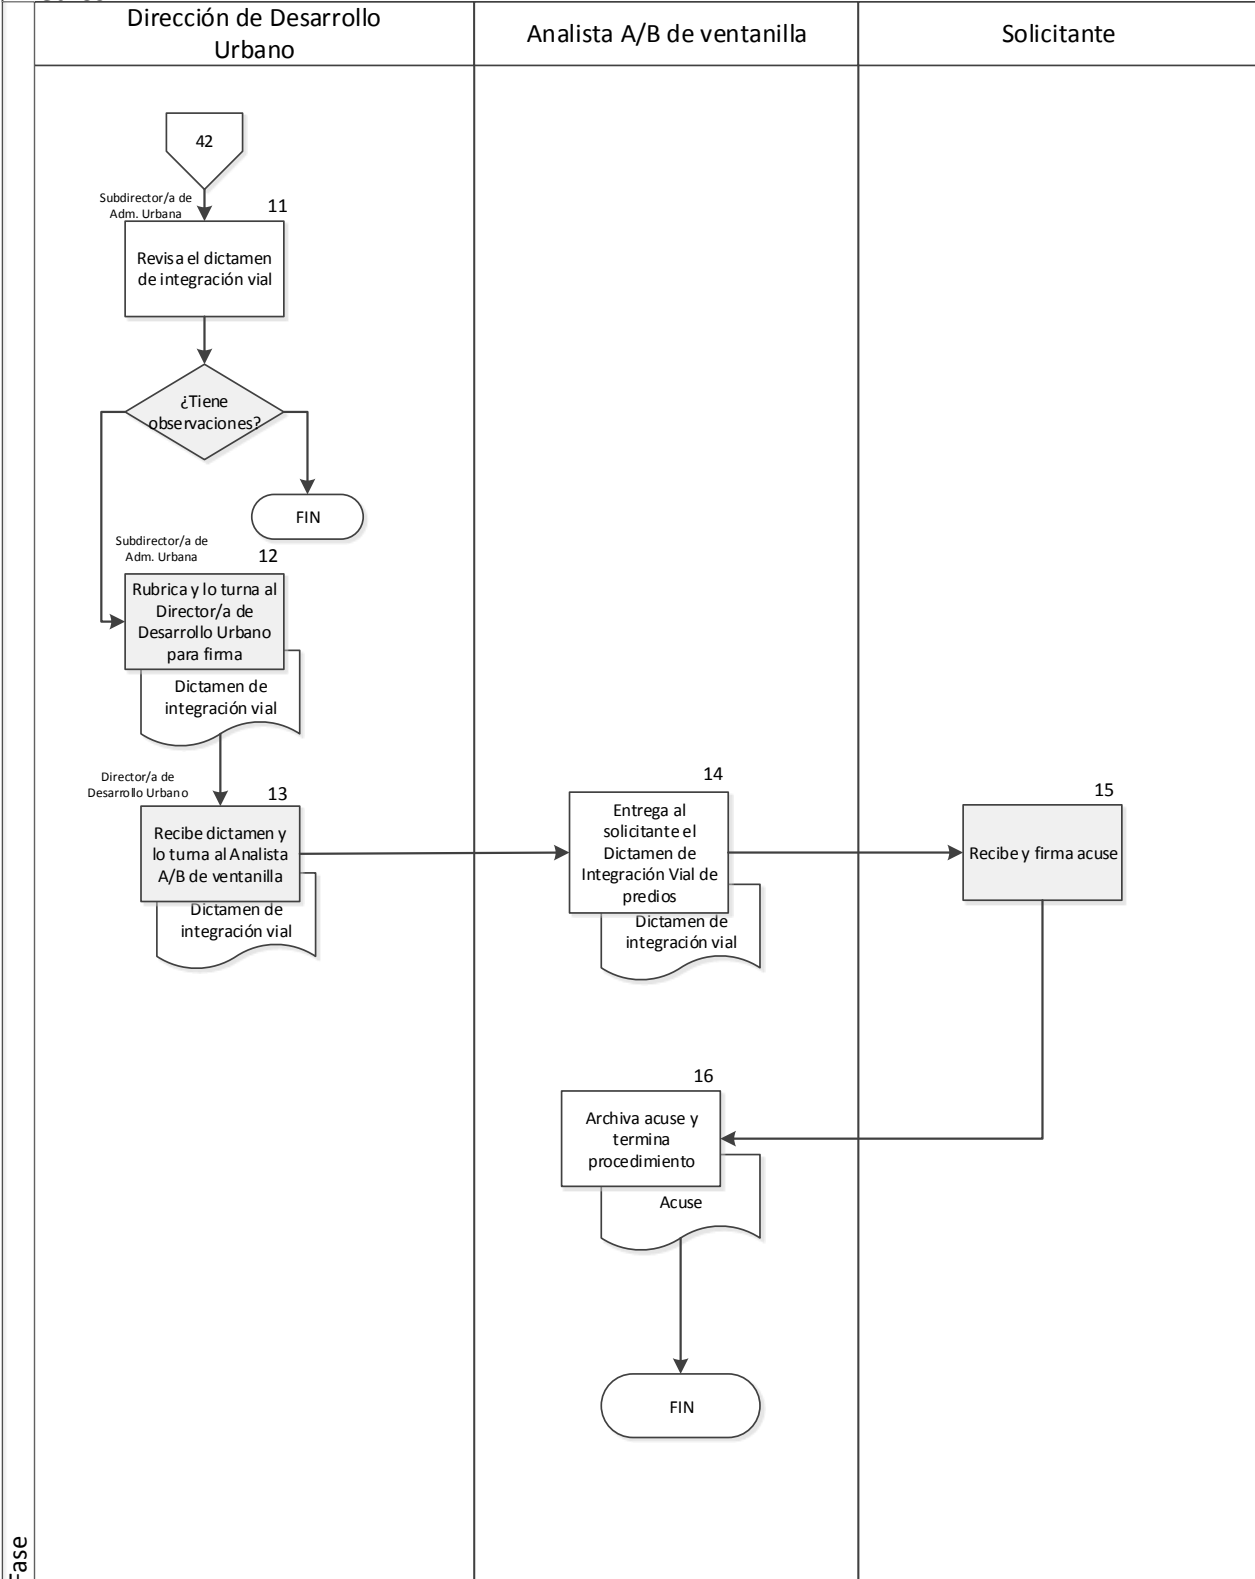 Dirección de Desarrollo
Urbano
Analista A/B de ventanilla
Solicitante
42
Subdirector/a de
Adm. Urbana
11
Revisa el dictamen
de integración vial
¿Tiene
observaciones?
FIN
Subdirector/a de
Adm. Urbana
12
Rubrica y lo turna al
Director/a de
Desarrollo Urbano
para firma
Dictamen de
integración vial
Director/a de
Desarrollo Urbano
13
Recibe dictamen y
lo turna al Analista
A/B de ventanilla
Dictamen de
integración vial
14
Entrega al
solicitante el
Dictamen de
Integración Vial de
predios
Dictamen de
integración vial
15
Recibe y firma acuse
16
Archiva acuse y
termina
procedimiento
Acuse
FIN
Fase